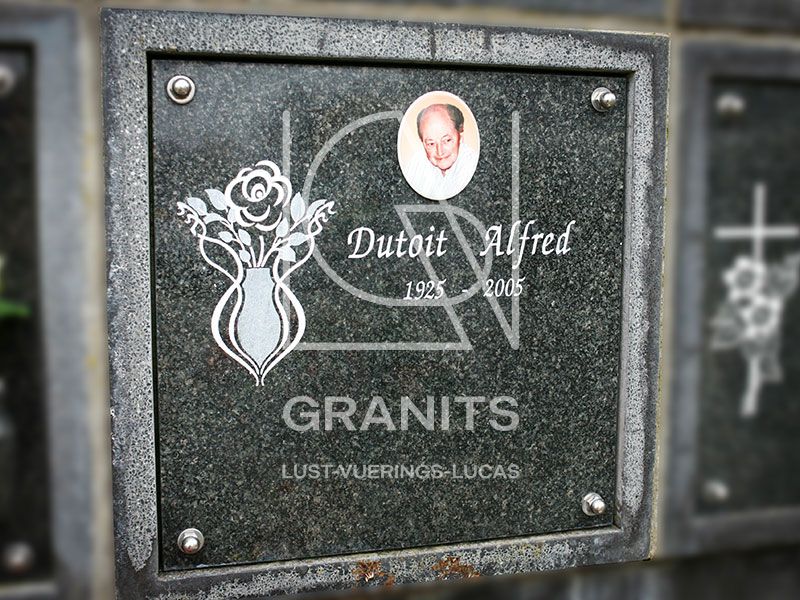 Dutoit Alfred
1925 - 2005
GRANITS
LUST-VUERINGS-LUCAS